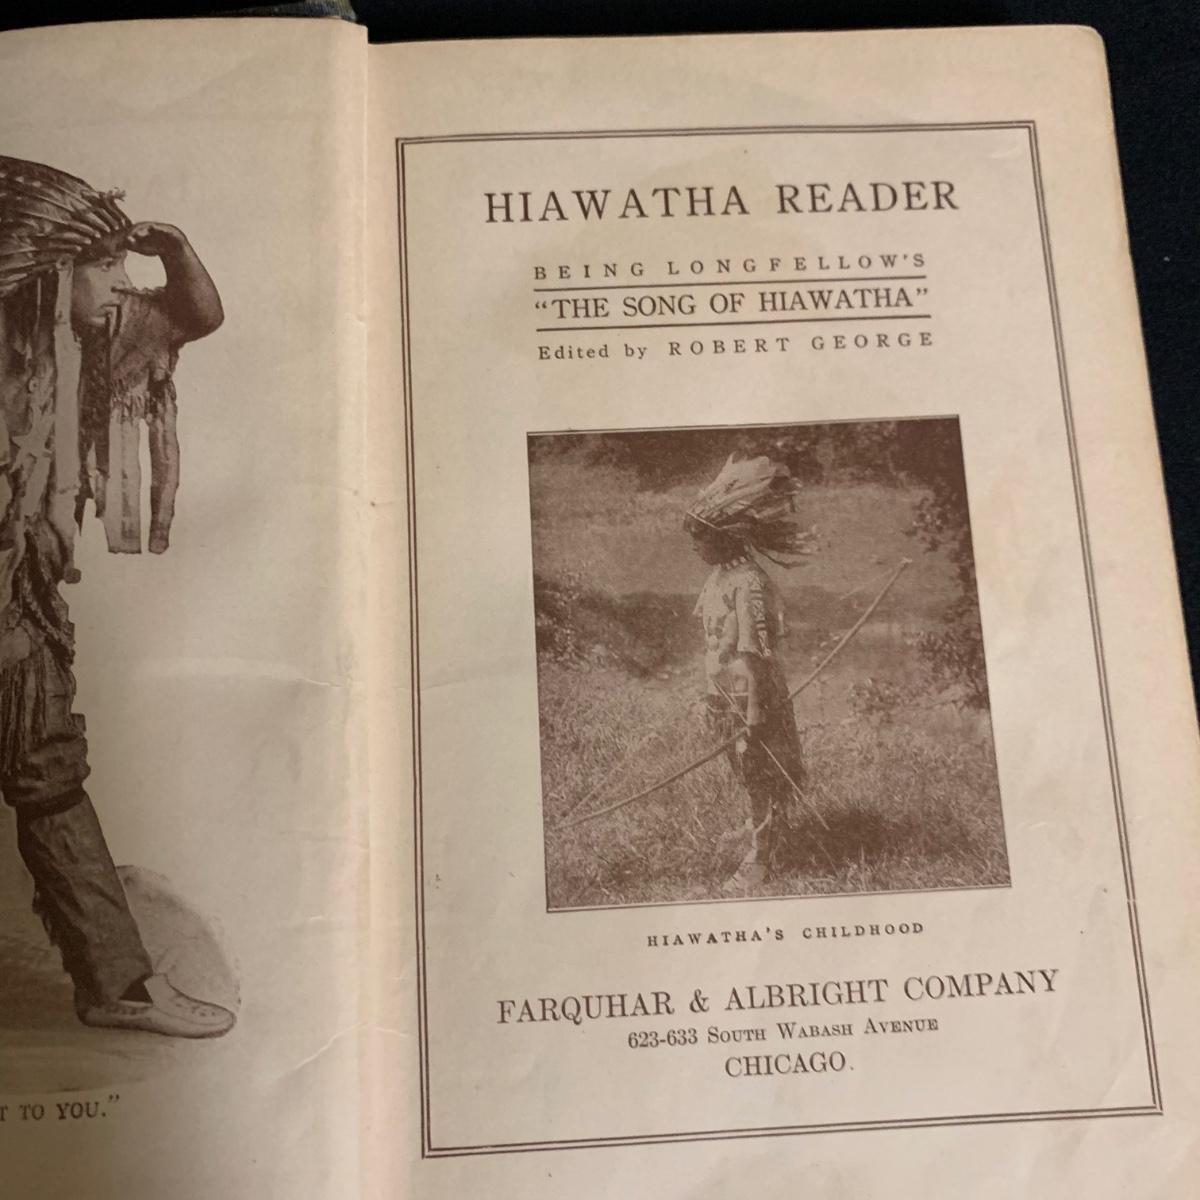 HIAWATHA READER
BEING LONGFELLOW'S
"THE SONG OF HIAWATHA"
Edited by ROBERT GEORGE
HIAWATHA'S CHILDHOOD
FARQUHAR & ALBRIGHT COMPANY
623-633 SOUTH WABASH AVENUE
CHICAGO.
TO YOU."